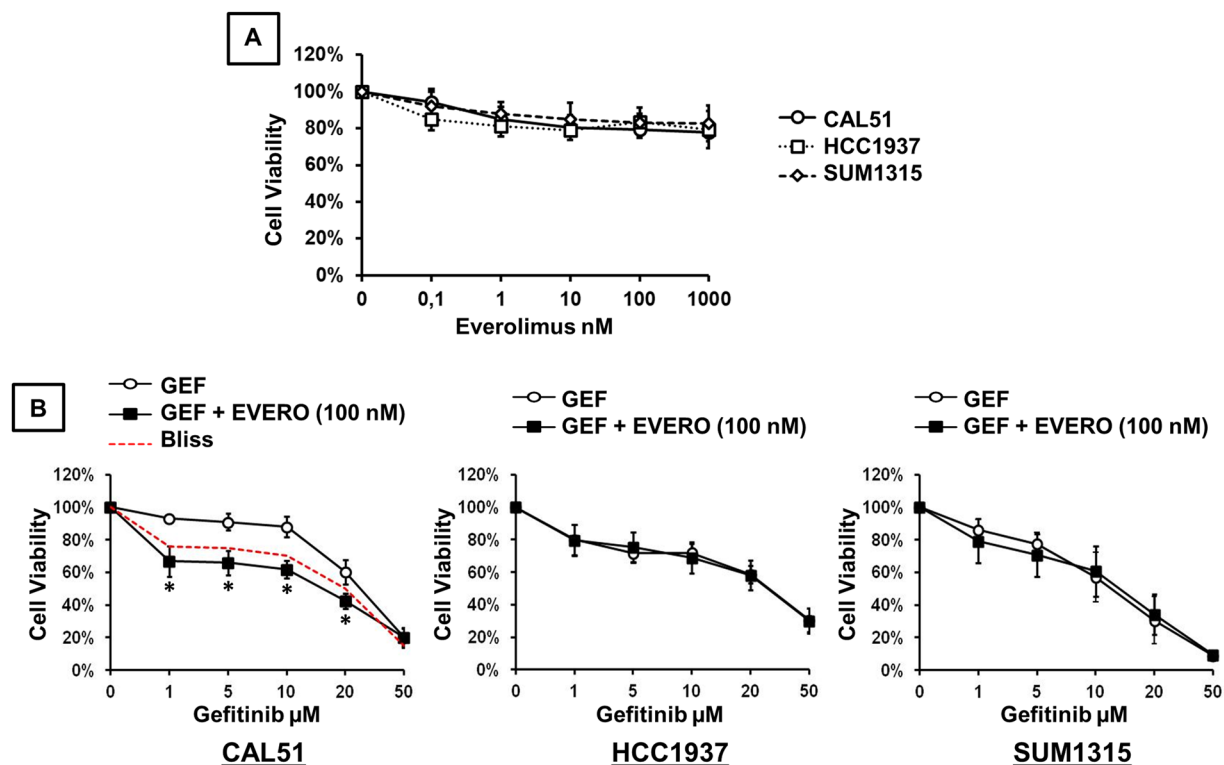 A
120%
100%
80%
60%
40%
20%
0%
Cell Viability
0 0,1 1 10 100 1000
Everolimus nM
CAL51
HCC1937
SUM1315
B
GEF
GEF + EVERO (100 nM)
Bliss
120%
100%
80%
60%
40%
20%
0%
Cell Viability
* * * *
0 1 5 10 20 50
Gefitinib µM
CAL51
GEF
GEF + EVERO (100 nM)
120%
100%
80%
60%
40%
20%
0%
Cell Viability
0 1 5 10 20 50
Gefitinib µM
HCC1937
GEF
GEF + EVERO (100 nM)
120%
100%
80%
60%
40%
20%
0%
Cell Viability
0 1 5 10 20 50
Gefitinib µM
SUM1315